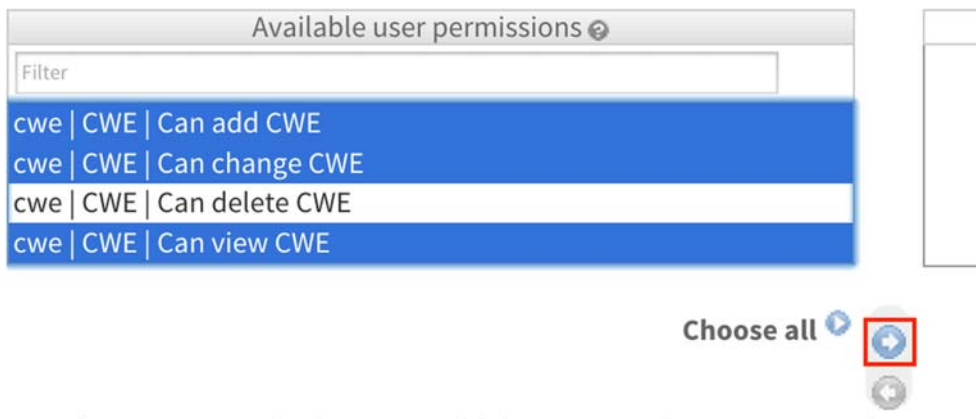 Available user permissions
Filter
cwe | CWE | Can add CWE
cwe | CWE | Can change CWE
cwe | CWE | Can delete CWE
cwe | CWE | Can view CWE
Choose all